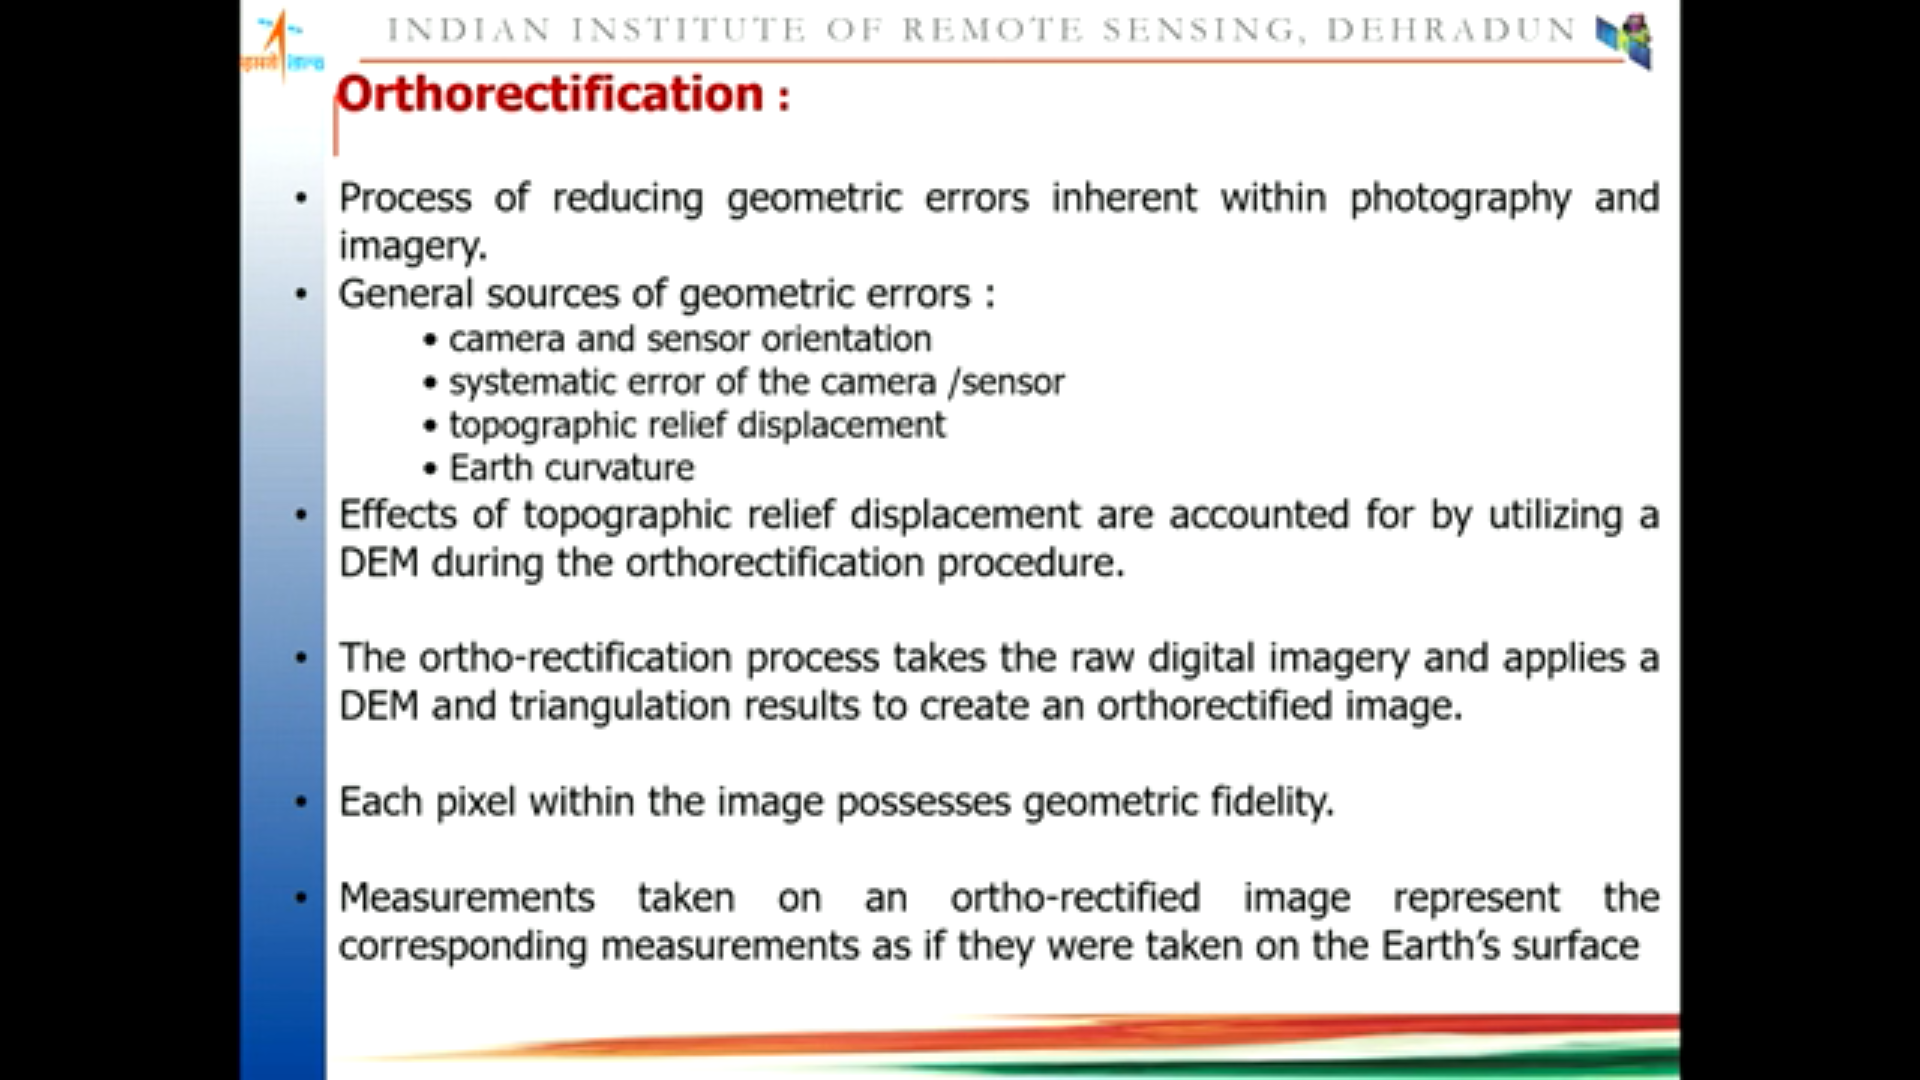 INDIAN INSTITUTE OF REMOTE SENSING, DEHRADUN
Orthorectification :
• Process of reducing geometric errors inherent within photography and
imagery.
• General sources of geometric errors :
• camera and sensor orientation
• systematic error of the camera /sensor
• topographic relief displacement
• Earth curvature
• Effects of topographic relief displacement are accounted for by utilizing a
DEM during the orthorectification procedure.
• The ortho-rectification process takes the raw digital imagery and applies a
DEM and triangulation results to create an orthorectified image.
• Each pixel within the image possesses geometric fidelity.
• Measurements taken on an ortho-rectified image represent the
corresponding measurements as if they were taken on the Earth's surface